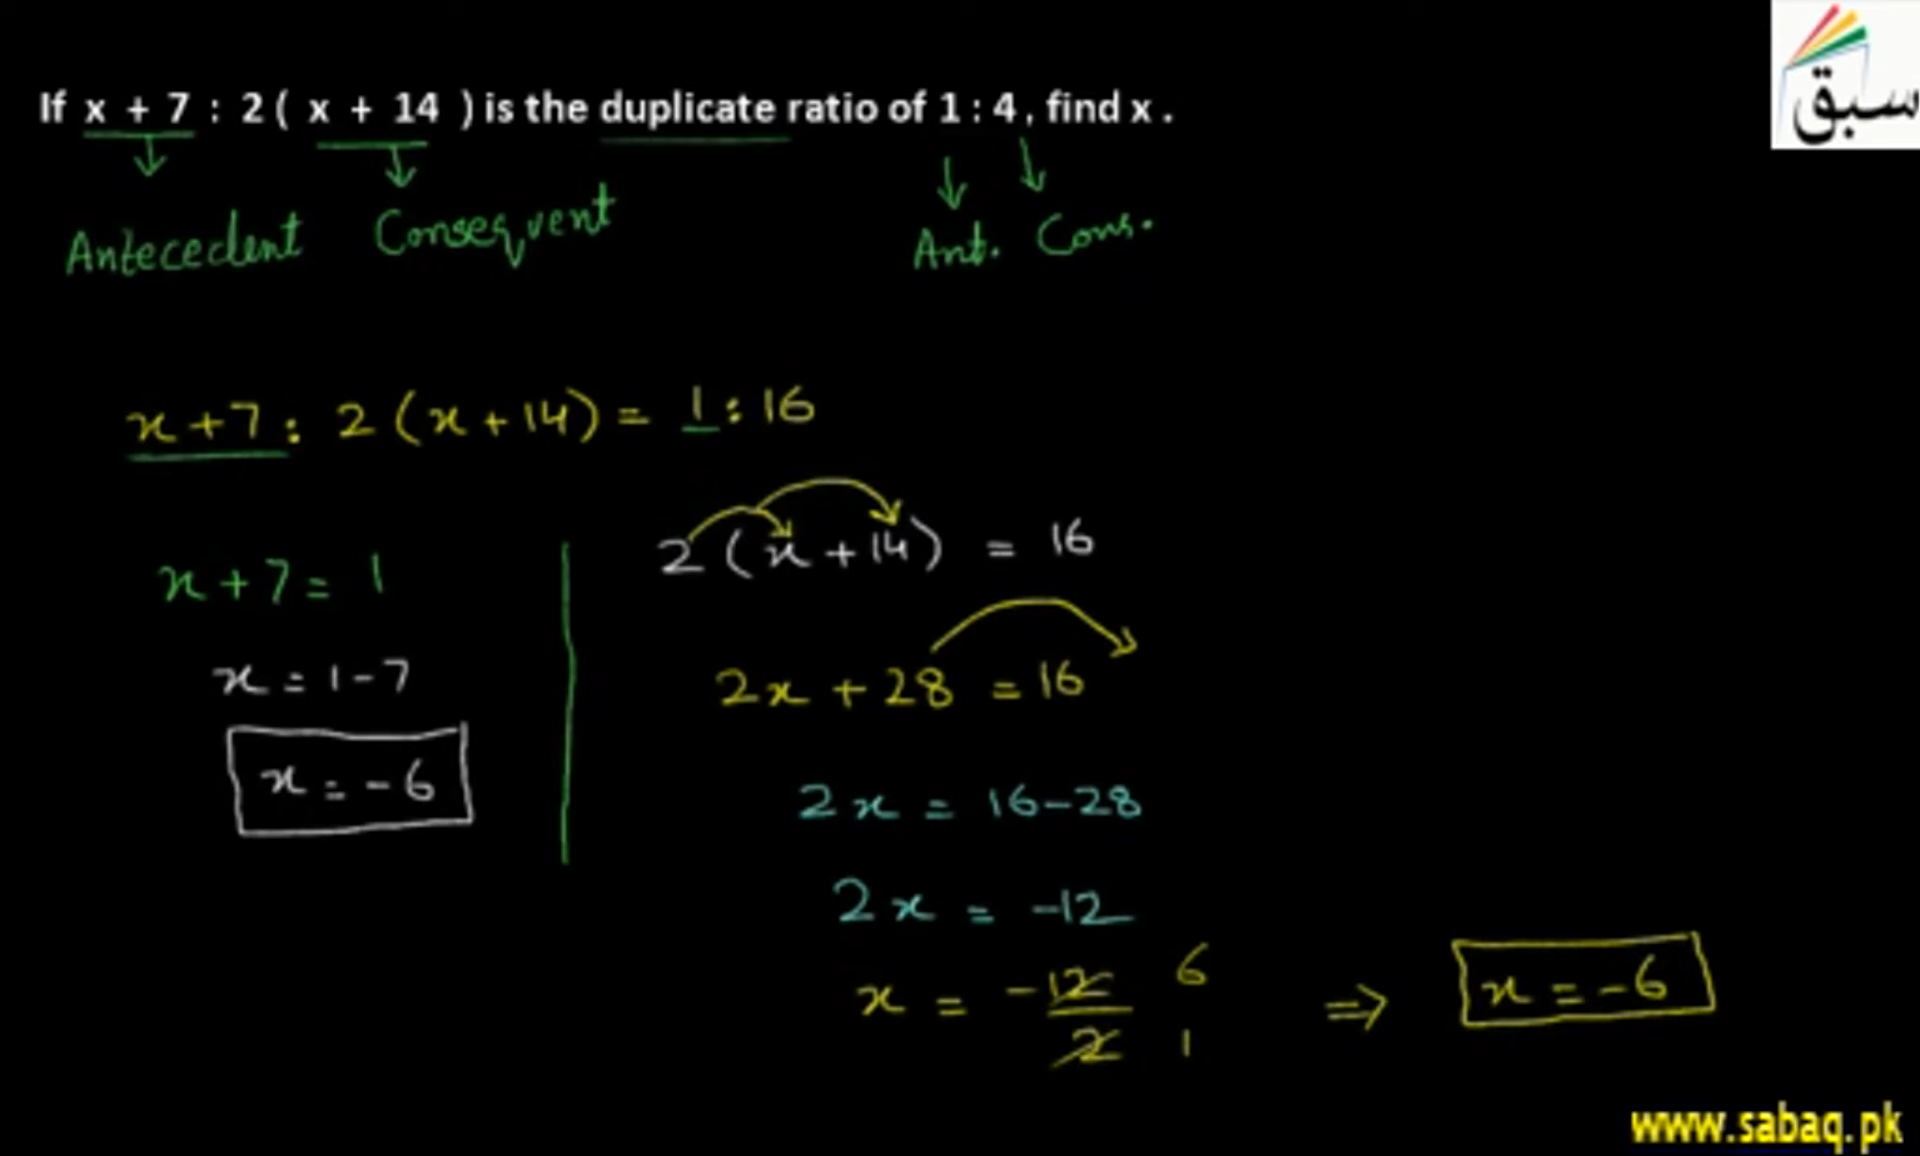 سبق
If x + 7 : 2 ( x + 14 ) is the duplicate ratio of 1 : 4 , find x .
Antecedent Consequent Ant. Cons.
x + 7 : 2 ( x + 14 ) = 1 : 16
2 ( x + 14 ) = 16
x + 7 = 1
x = 1 - 7
2x + 28 = 16
x = - 6
2x = 16 - 28
2x = -12
x = -12/2 6 1 ⇒ x = -6
www.sabaq.pk